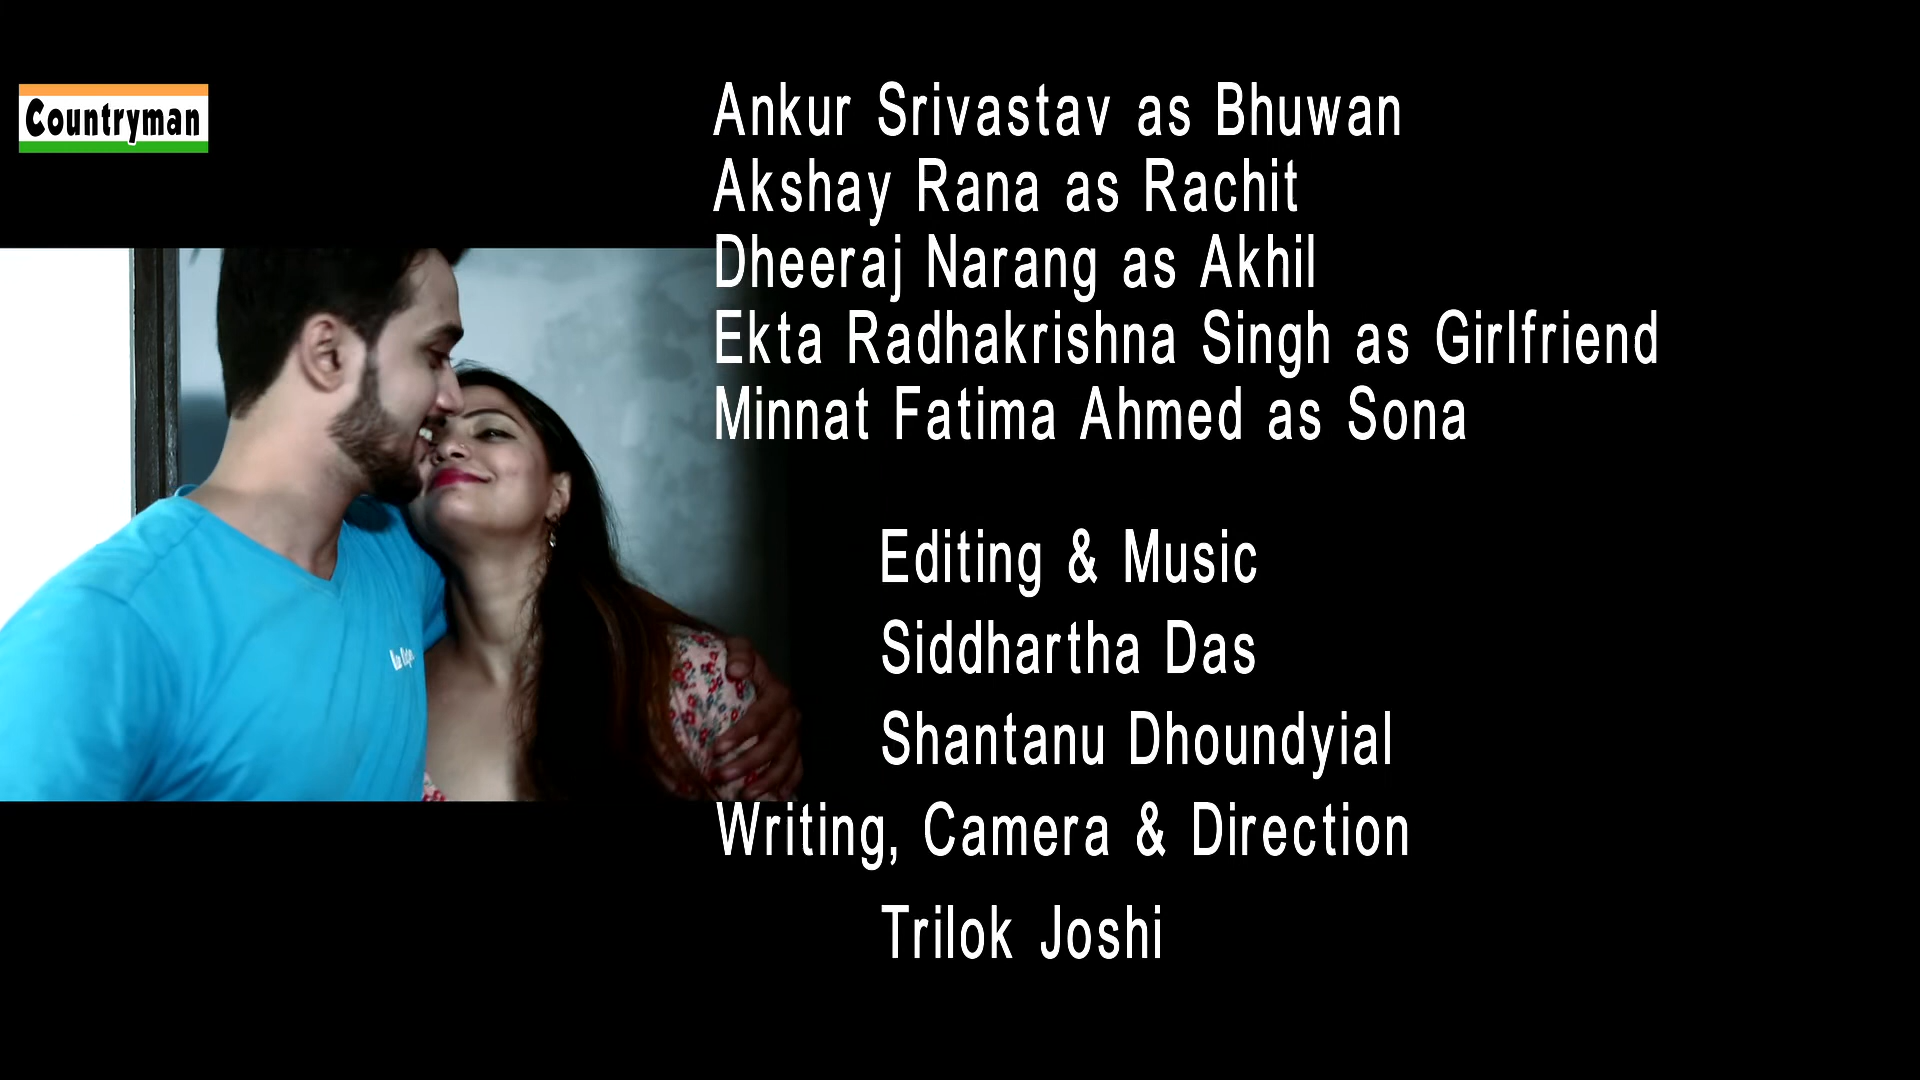 Countryman
Ankur Srivastav as Bhuwan
Akshay Rana as Rachit
Dheeraj Narang as Akhil
Ekta Radhakrishna Singh as Girlfriend
Minnat Fatima Ahmed as Sona
Editing & Music
Siddhartha Das
Shantanu Dhoundyial
Writing, Camera & Direction
Trilok Joshi